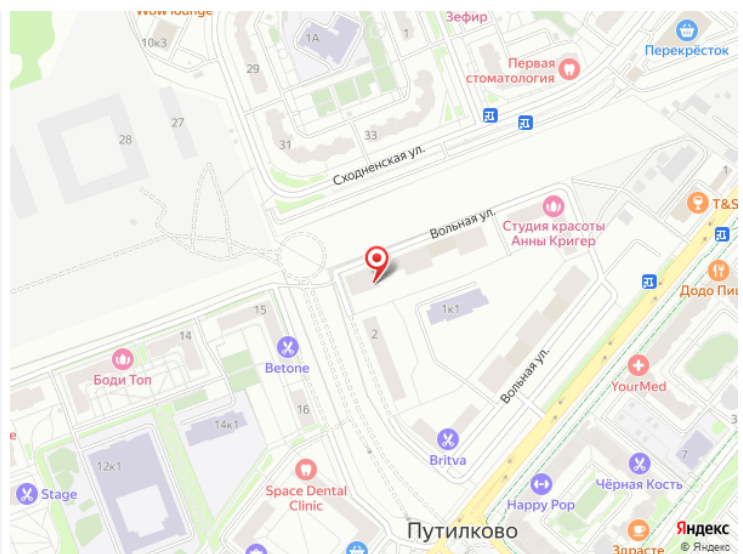 Wow lounge
10к3
Зефир
1А
1
29
Перекрёсток
Первая
стоматология
28
27
31
33
Сходненская ул.
1
T&S
Вольная ул.
Студия красоты
Анны Кригер
Додо Пиц
15
14
2
1к1
Betone
Боди Топ
Вольная ул.
YourMed
16
14к1
12к1
Britva
7
Чёрная Кость
Stage
Space Dental
Clinic
Happy Pop
Путилково
Здрасте
Яндекс
© Яндекс